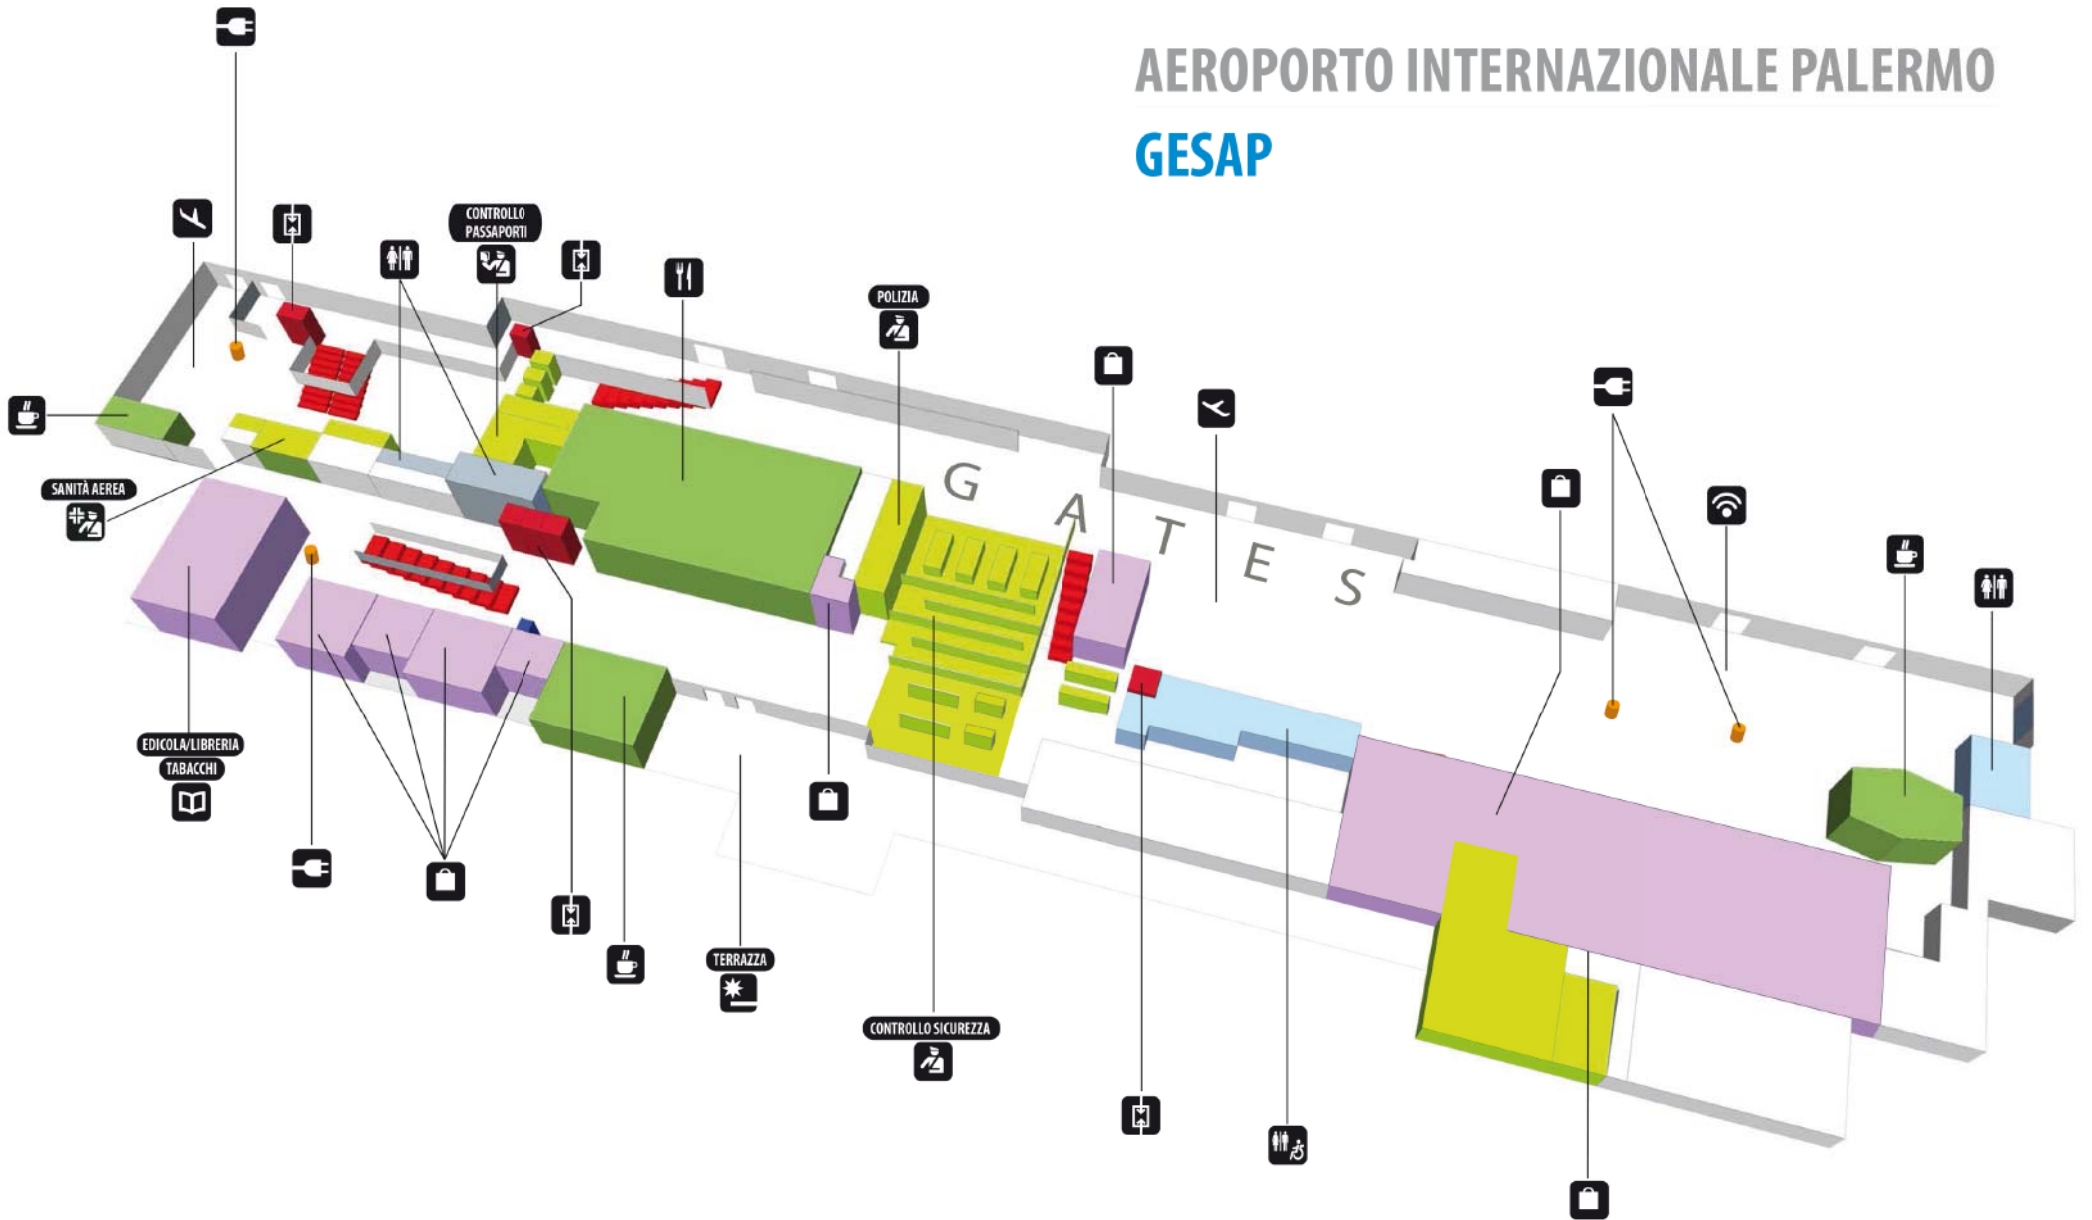 AEROPORTO INTERNAZIONALE PALERMO
GESAP
CONTROLLO
PASSAPORTI
POLIZIA
GATES
SANITÀ AEREA
EDICOLA/LIBRERIA
TABACCHI
TERRAZZA
CONTROLLO SICUREZZA